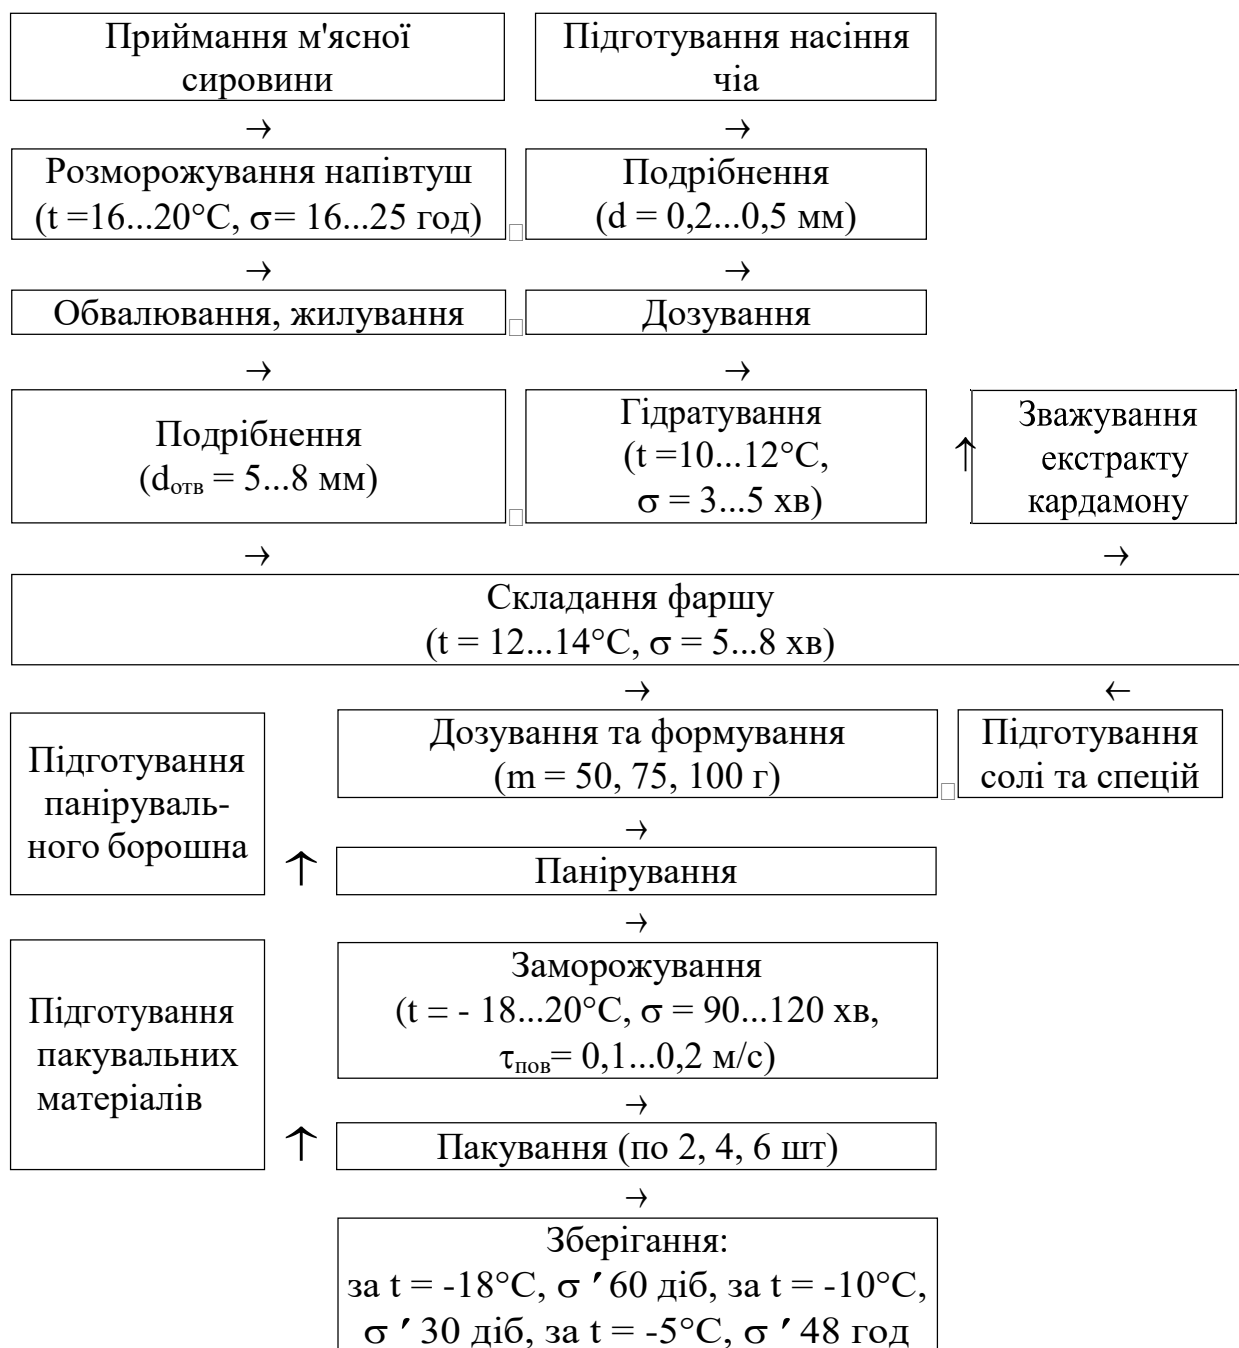 Приймання м'ясної
сировини
Підготування насіння
чіа
→
→
Розморожування напівтуш
(t =16...20°C, σ= 16...25 год)
Подрібнення
(d = 0,2...0,5 мм)
→
→
Обвалювання, жилування
Дозування
→
→
Подрібнення
(dотв = 5...8 мм)
Гідратування
(t =10...12°C,
σ = 3...5 хв)
↑
Зважування
екстракту
кардамону
→
→
Складання фаршу
(t = 12...14°C, σ = 5...8 хв)
→
←
Підготування
панірував-
ного борошна
Дозування та формування
(m = 50, 75, 100 г)
Підготування
солі та спецій
→
↑
Панірування
→
Підготування
пакувальних
матеріалів
Заморожування
(t = - 18...20°C, σ = 90...120 хв,
τпов= 0,1...0,2 м/с)
→
↑
Пакування (по 2, 4, 6 шт)
→
Зберігання:
за t = -18°C, σ ′ 60 діб, за t = -10°C,
σ ′ 30 діб, за t = -5°C, σ ′ 48 год